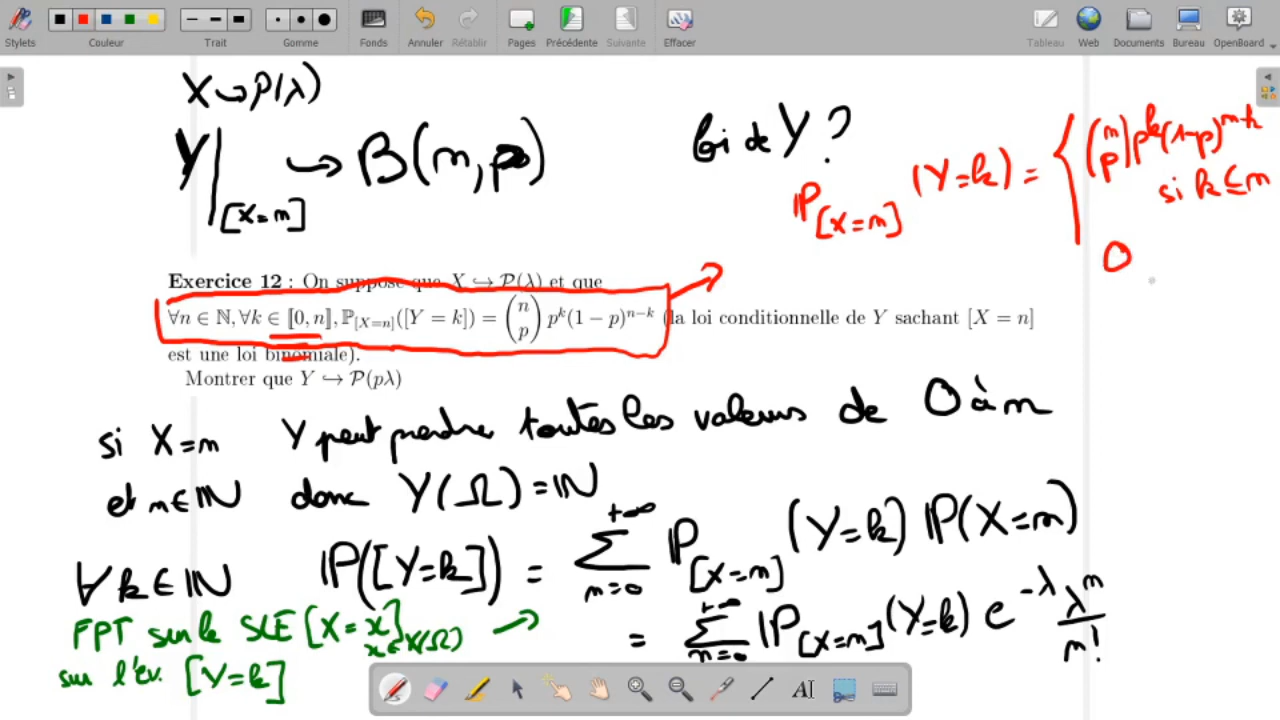 Stylets Couleur Trait Gomme Fonds Annuler Rétablir Pages Précédente Suivante Effacer Tableau Web Documents Bureau OpenBoard
X ↪ P(λ)
Y|[X=n] ↪ B(n, p)
loi de Y ?
P[X=n] (Y=k) = { (n p) p^k (1-p)^{n-k}
si k ≤ n
0
Exercice 12 : On suppose que X ↪ P(λ) et que
∀n ∈ ℕ, ∀k ∈ ⟦0, n⟧, ℙ[X=n]([Y = k]) = (n p) p^k (1 − p)^{n−k} (la loi conditionnelle de Y sachant [X = n]
est une loi binomiale).
Montrer que Y ↪ P(pλ)
si X=n Y peut prendre toutes les valeurs de 0 à n
et n ∈ ℕ donc Y(Ω) = ℕ
∀ k ∈ ℕ P([Y=k]) = ∑_{n=0}^{+∞} P[X=n] (Y=k) P(X=n)
FPT sur le SCE [X=x]_{x∈X(Ω)} →
= ∑_{n=0}^{+∞} P[X=n] (Y=k) e^{-λ} λ^n / n!
sur l'év. [Y=k]
AI